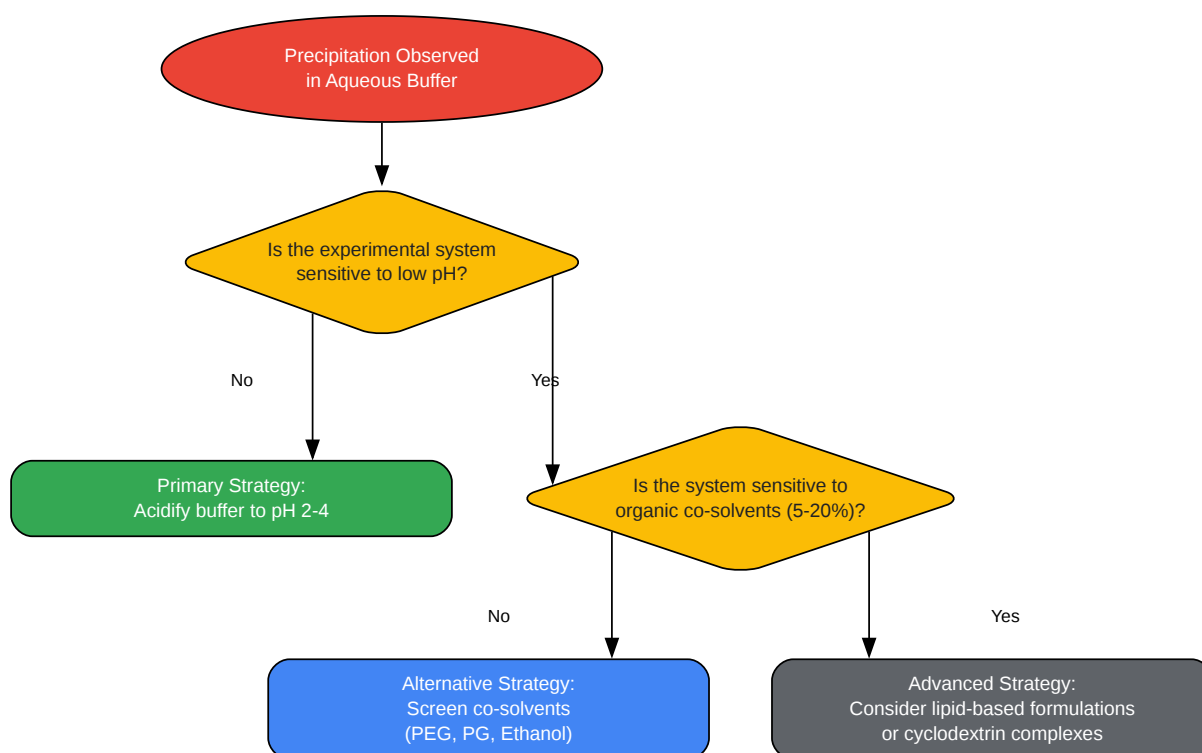 Precipitation Observed
in Aqueous Buffer
Is the experimental system
sensitive to low pH?
No
Yes
Primary Strategy:
Acidify buffer to pH 2-4
Is the system sensitive to
organic co-solvents (5-20%)?
No
Yes
Alternative Strategy:
Screen co-solvents
(PEG, PG, Ethanol)
Advanced Strategy:
Consider lipid-based formulations
or cyclodextrin complexes